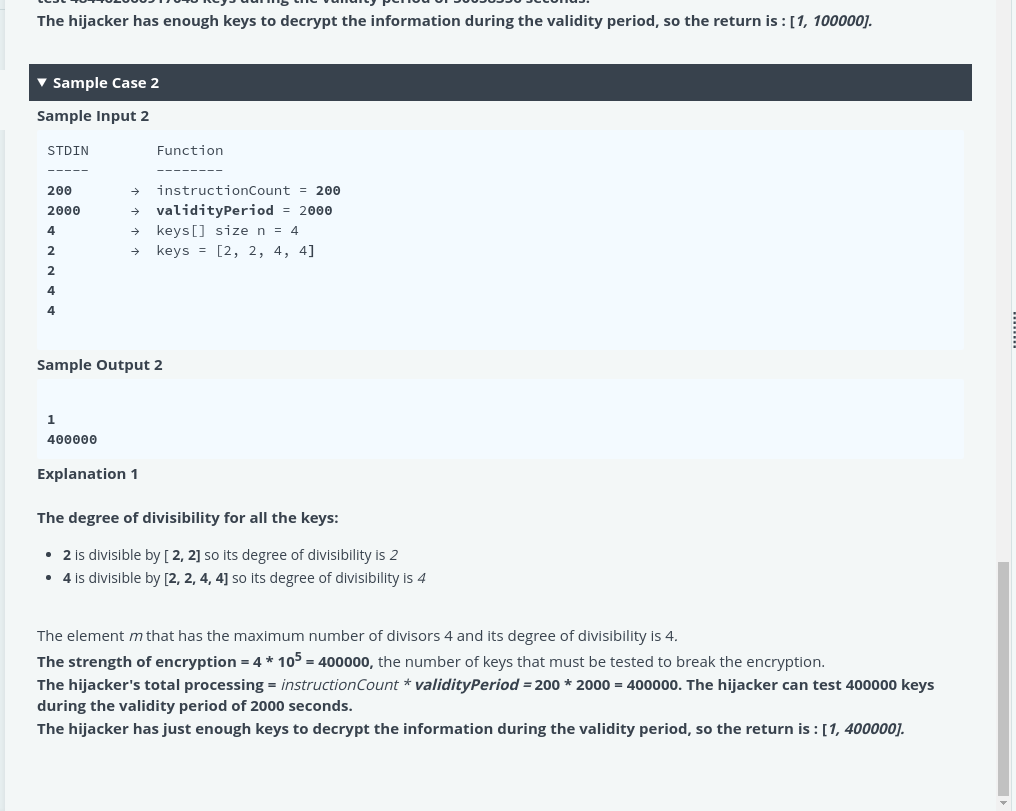 test 484402060917048 keys during the validity period of 50658356 seconds.
The hijacker has enough keys to decrypt the information during the validity period, so the return is : [1, 100000].
▼ Sample Case 2
Sample Input 2
STDIN Function
----- --------
200 → instructionCount = 200
2000 → validityPeriod = 2000
4 → keys[] size n = 4
2 → keys = [2, 2, 4, 4]
2
4
4
Sample Output 2
1
400000
Explanation 1
The degree of divisibility for all the keys:
• 2 is divisible by [ 2, 2] so its degree of divisibility is 2
• 4 is divisible by [2, 2, 4, 4] so its degree of divisibility is 4
The element m that has the maximum number of divisors 4 and its degree of divisibility is 4.
The strength of encryption = 4 * 10⁵ = 400000, the number of keys that must be tested to break the encryption.
The hijacker's total processing = instructionCount * validityPeriod = 200 * 2000 = 400000. The hijacker can test 400000 keys
during the validity period of 2000 seconds.
The hijacker has just enough keys to decrypt the information during the validity period, so the return is : [1, 400000].